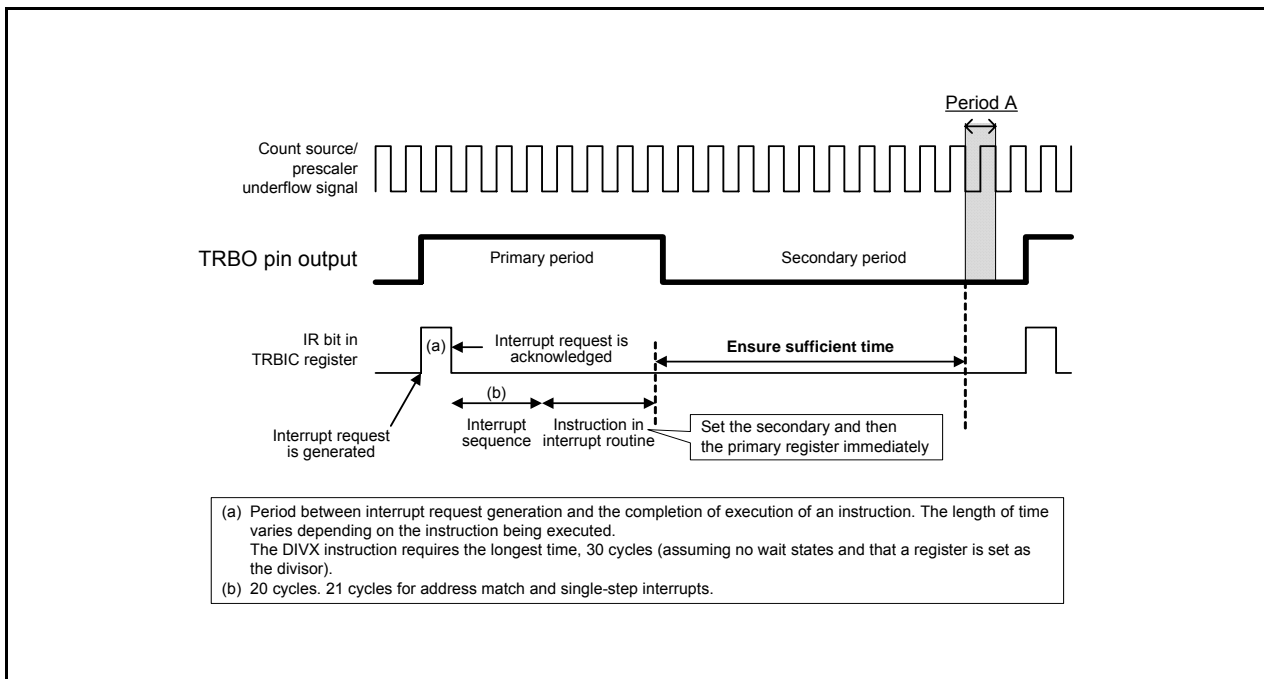 Period A
Count source/
prescaler
underflow signal
TRBO pin output
Primary period
Secondary period
IR bit in
TRBIC register
(a)
Interrupt request is
acknowledged
Ensure sufficient time
(b)
Interrupt request
is generated
Interrupt
sequence
Instruction in
interrupt routine
Set the secondary and then
the primary register immediately
(a) Period between interrupt request generation and the completion of execution of an instruction. The length of time
varies depending on the instruction being executed.
The DIVX instruction requires the longest time, 30 cycles (assuming no wait states and that a register is set as
the divisor).
(b) 20 cycles. 21 cycles for address match and single-step interrupts.